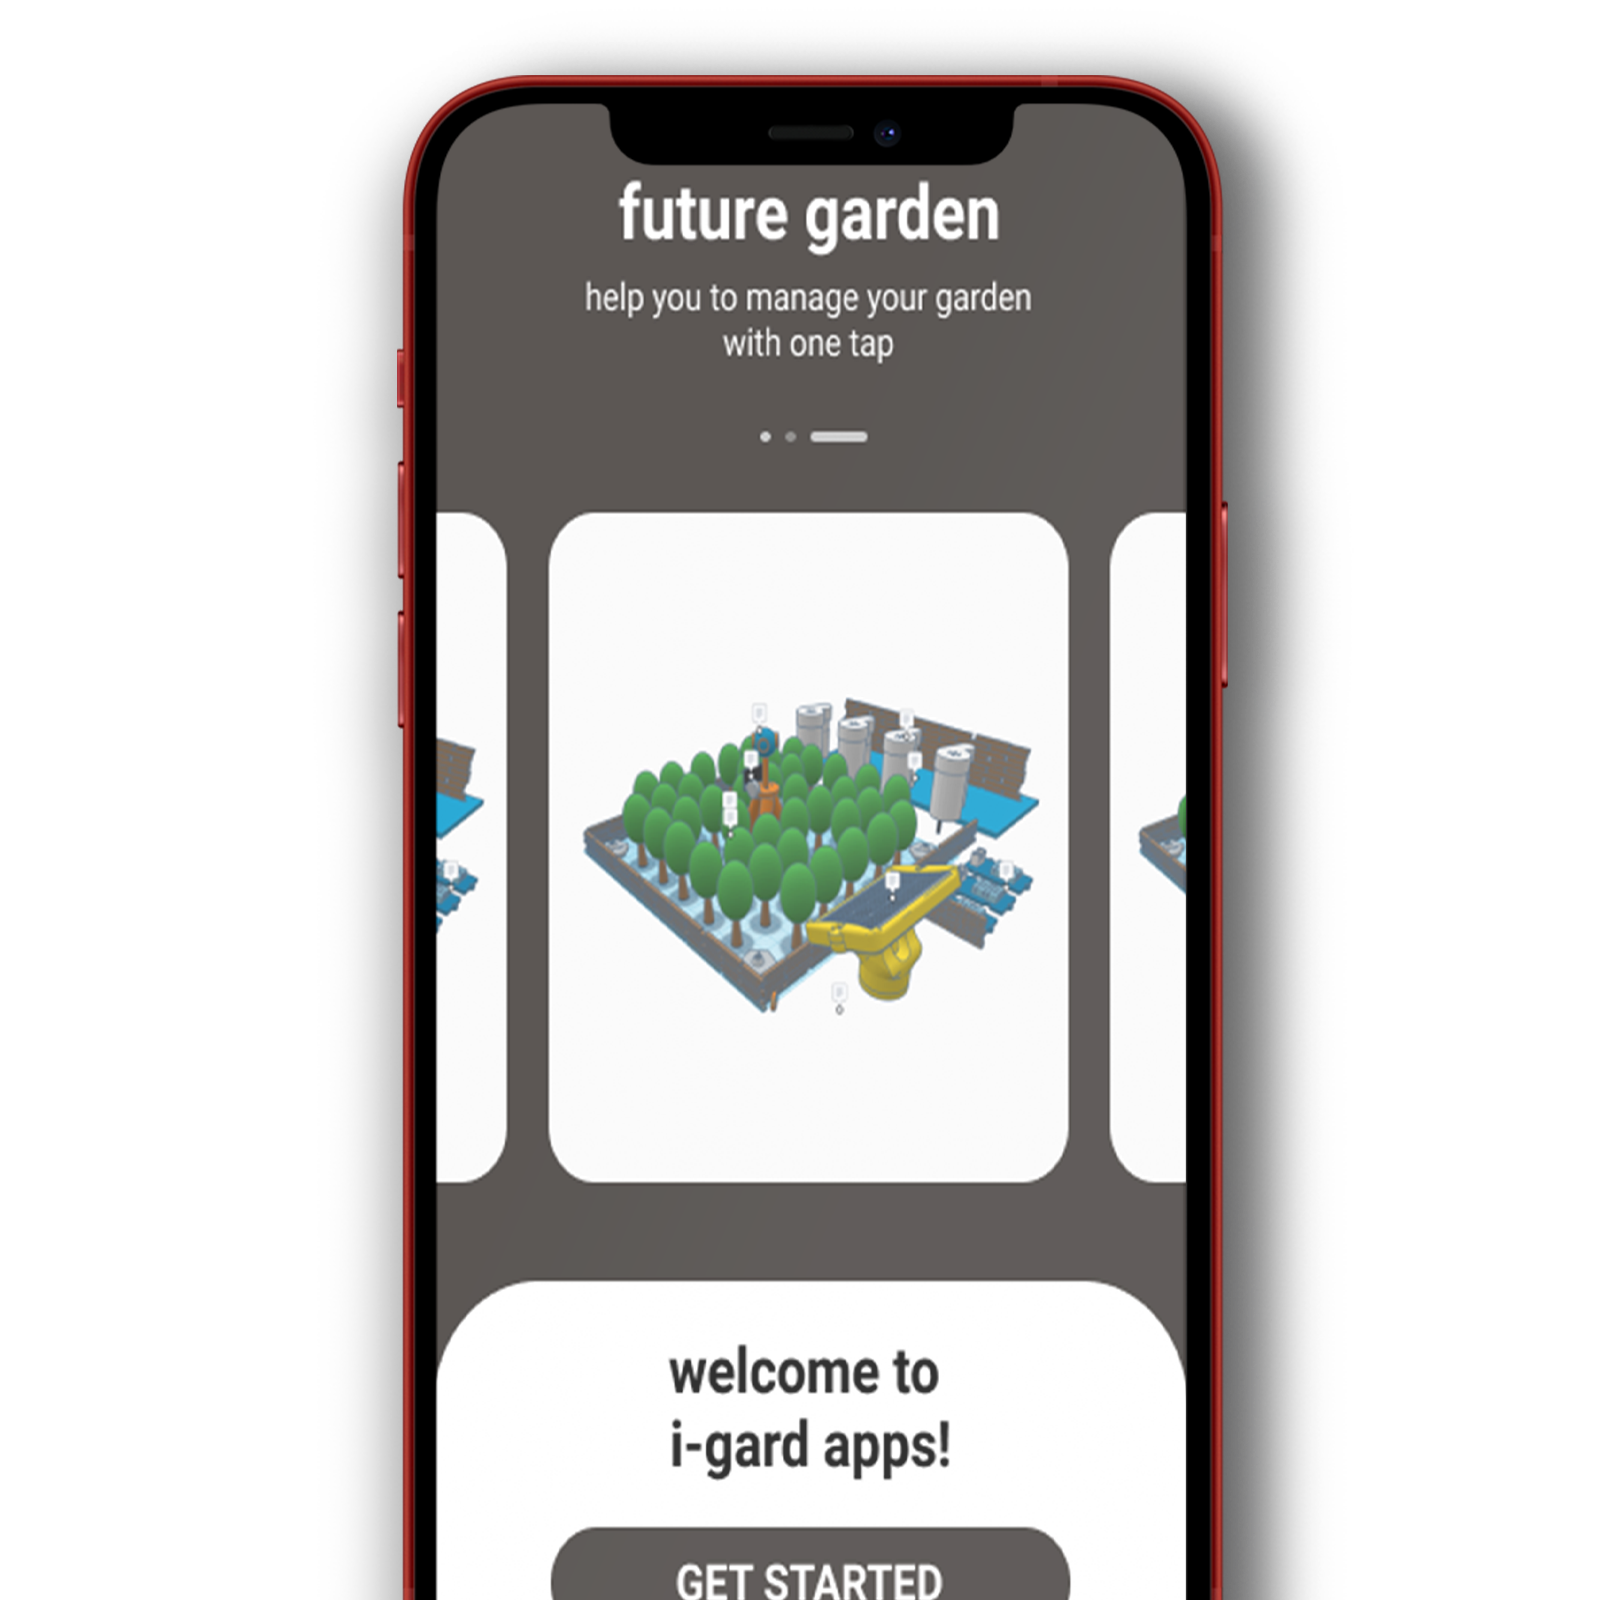 future garden
help you to manage your garden
with one tap
welcome to
i-gard apps!
GET STARTED